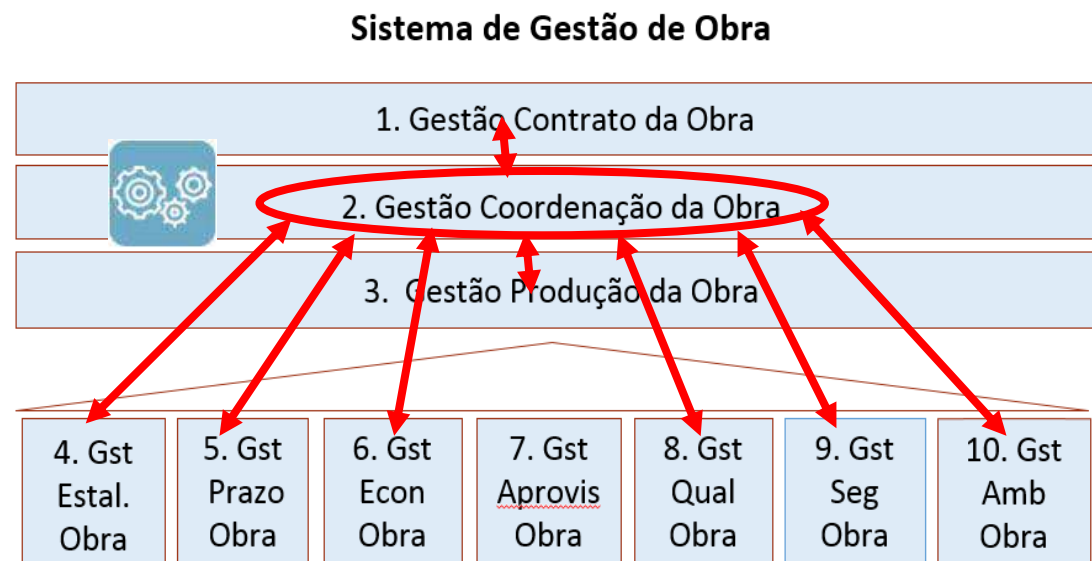 Sistema de Gestão de Obra
1. Gestão Contrato da Obra
2. Gestão Coordenação da Obra
3. Gestão Produção da Obra
4. Gst
Estal.
Obra
5. Gst
Prazo
Obra
6. Gst
Econ
Obra
7. Gst
Aprovis
Obra
8. Gst
Qual
Obra
9. Gst
Seg
Obra
10. Gst
Amb
Obra